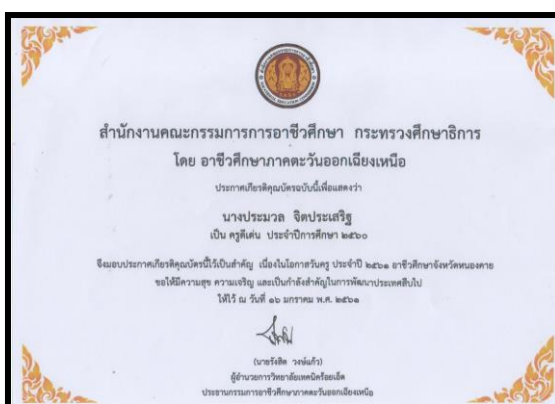 สำนักงานคณะกรรมการการอาชีวศึกษา กระทรวงศึกษาธิการ
โดย อาชีวศึกษาภาคตะวันออกเฉียงเหนือ
ประกาศเกียรติคุณบัตรฉบับนี้เพื่อแสดงว่า
นางประมวล จิตประเสริฐ
เป็น ครูดีเด่น ประจำปีการศึกษา ๒๕๖๐
จึงมอบประกาศเกียรติคุณบัตรนี้ไว้เป็นสำคัญ เนื่องในโอกาสวันครู ประจำปี ๒๕๖๑ อาชีวศึกษาจังหวัดหนองคาย
ขอให้มีความสุข ความเจริญ และเป็นกำลังสำคัญในการพัฒนาประเทศสืบไป
ให้ไว้ ณ วันที่ ๑๖ มกราคม พ.ศ. ๒๕๖๑
(นายรังสิต วงษ์แก้ว)
ผู้อำนวยการวิทยาลัยเทคนิคร้อยเอ็ด
ประธานกรรมการอาชีวศึกษาภาคตะวันออกเฉียงเหนือ